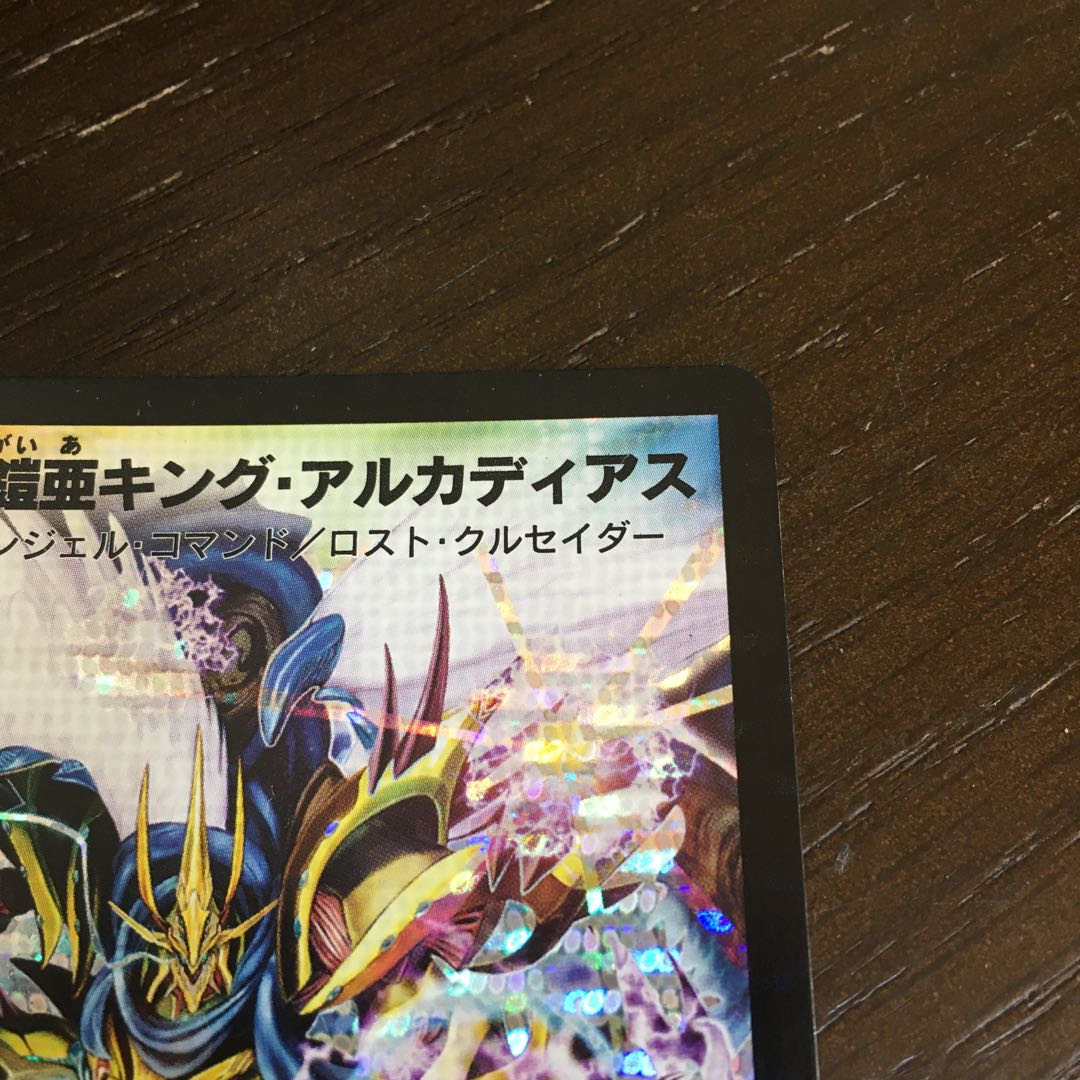 がい あ
鎧亜キング・アルカディアス
ンジェル・コマンド／ロスト・クルセイダー